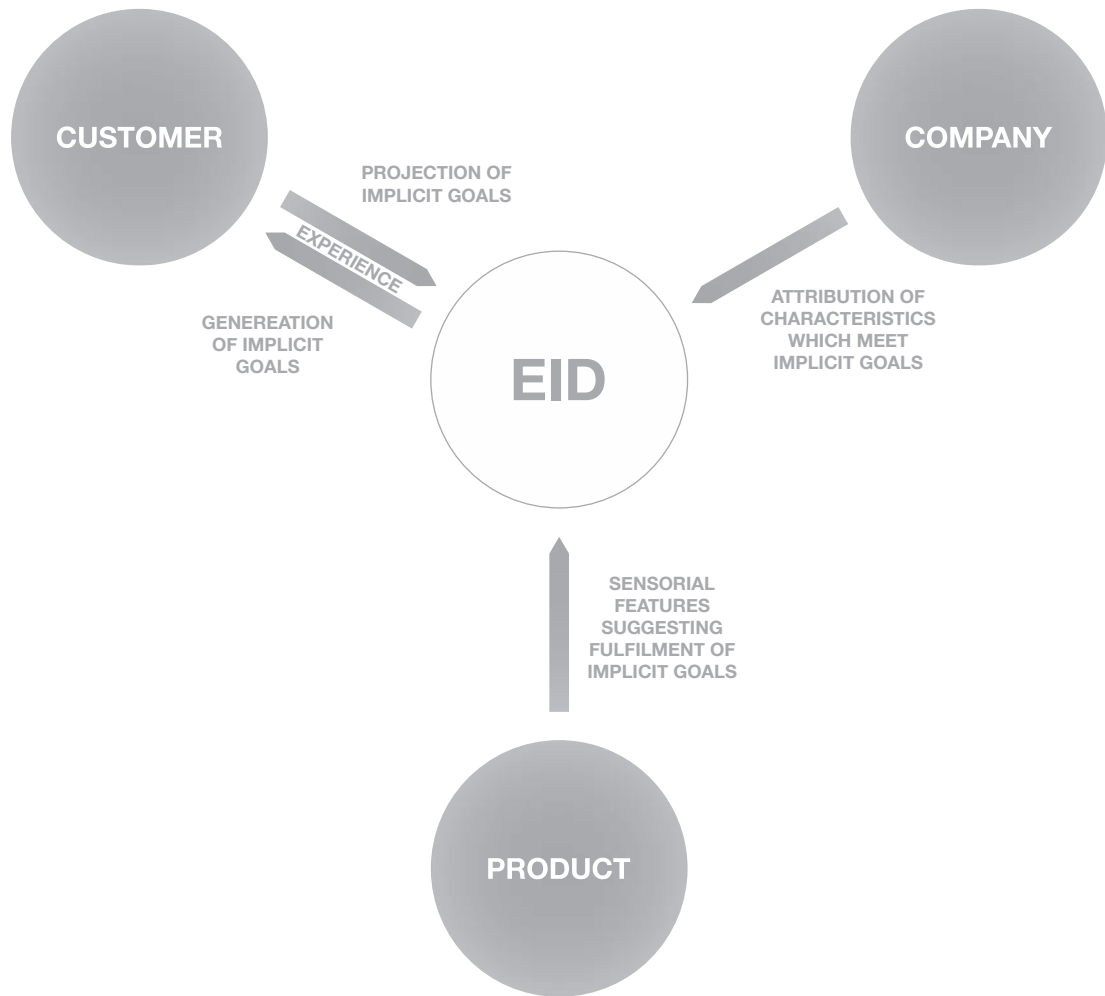 CUSTOMER
COMPANY
PROJECTION OF
IMPLICIT GOALS
EXPERIENCE
GENEREATION
OF IMPLICIT
GOALS
ATTRIBUTION OF
CHARACTERISTICS
WHICH MEET
IMPLICIT GOALS
EID
SENSORIAL
FEATURES
SUGGESTING
FULFILMENT OF
IMPLICIT GOALS
PRODUCT